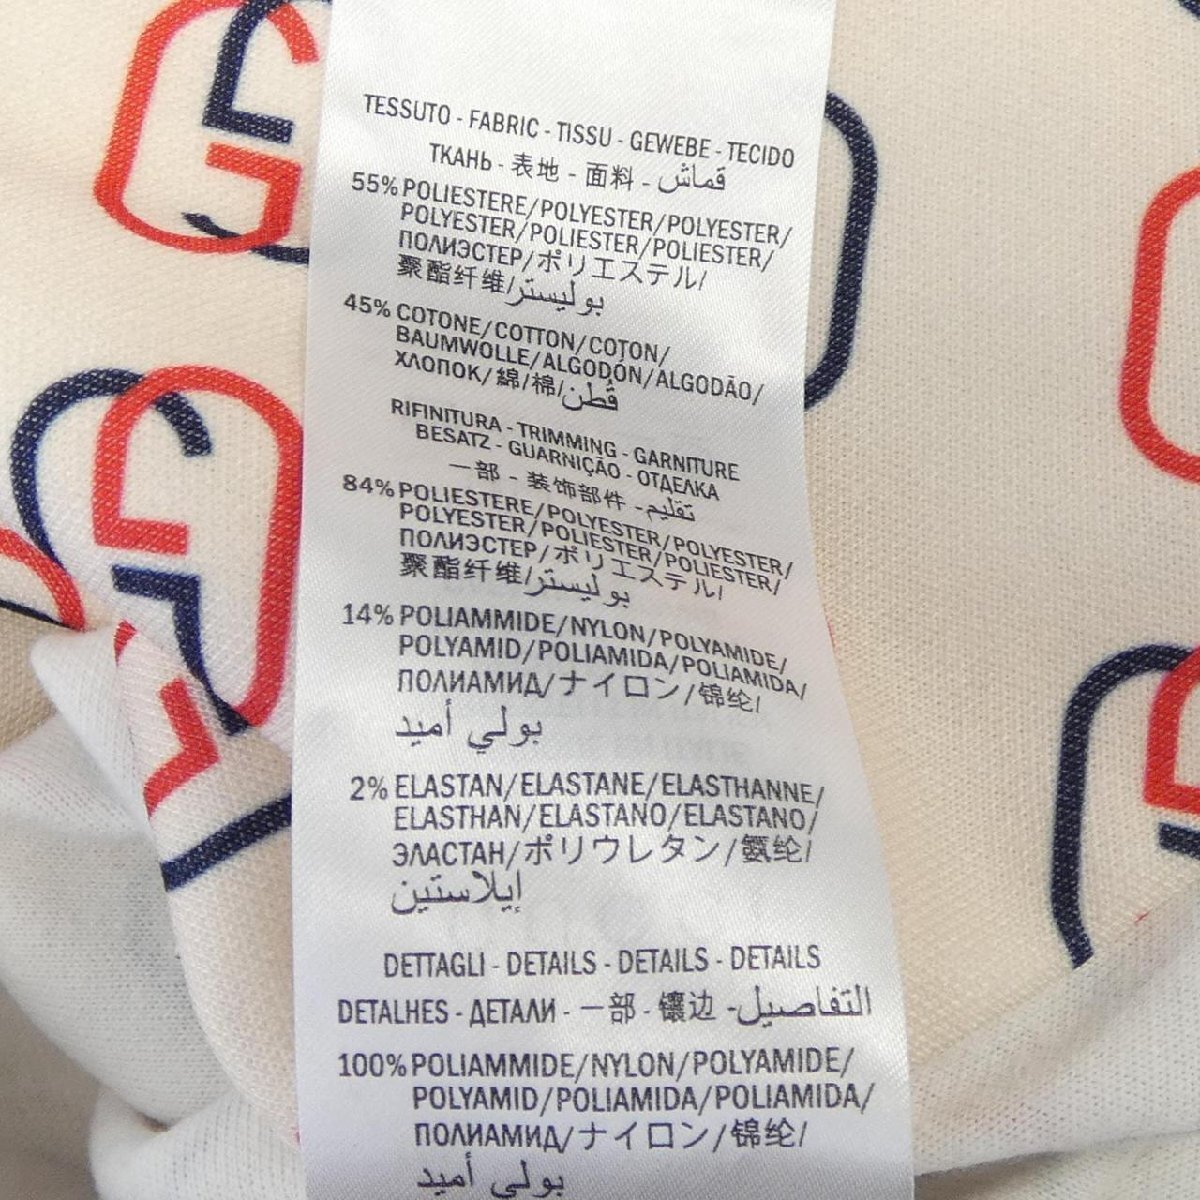 TESSUTO - FABRIC - TISSU - GEWEBE - TECIDO
ТКАНЬ - 表地 - 面料 - قماش
55% POLIESTERE/POLYESTER/POLYESTER/
POLYESTER/POLIESTER/POLIESTER/
ПОЛИЭСТЕР/ポリエステル/
聚酯纤维/بوليستر
45% COTONE/COTTON/COTON/
BAUMWOLLE/ALGODÓN/ALGODÃO/
ХЛОПОК/綿/棉/قُطن
RIFINITURA - TRIMMING - GARNITURE
BESATZ - GUARNIÇÃO - ОТДЕЛКА
一部 - 装饰部件 - تقليم
84% POLIESTERE/POLYESTER/POLYESTER/
POLYESTER/POLIESTER/POLIESTER/
ПОЛИЭСТЕР/ポリエステル/
聚酯纤维/بوليستر
14% POLIAMMIDE/NYLON/POLYAMIDE/
POLYAMID/POLIAMIDA/POLIAMIDA/
ПОЛИАМИД/ナイロン/锦纶/
بولي أميد
2% ELASTAN/ELASTANE/ELASTHANNE/
ELASTHAN/ELASTANO/ELASTANO/
ЭЛАСТАН/ポリウレタン/氨纶/
إيلاستين
DETTAGLI - DETAILS - DETAILS - DETAILS
DETALHES - ДЕТАЛИ - 一部 - 镶边 - التفاصيل
100% POLIAMMIDE/NYLON/POLYAMIDE/
POLYAMID/POLIAMIDA/POLIAMIDA/
ПОЛИАМИД/ナイロン/锦纶/
بولي أميد